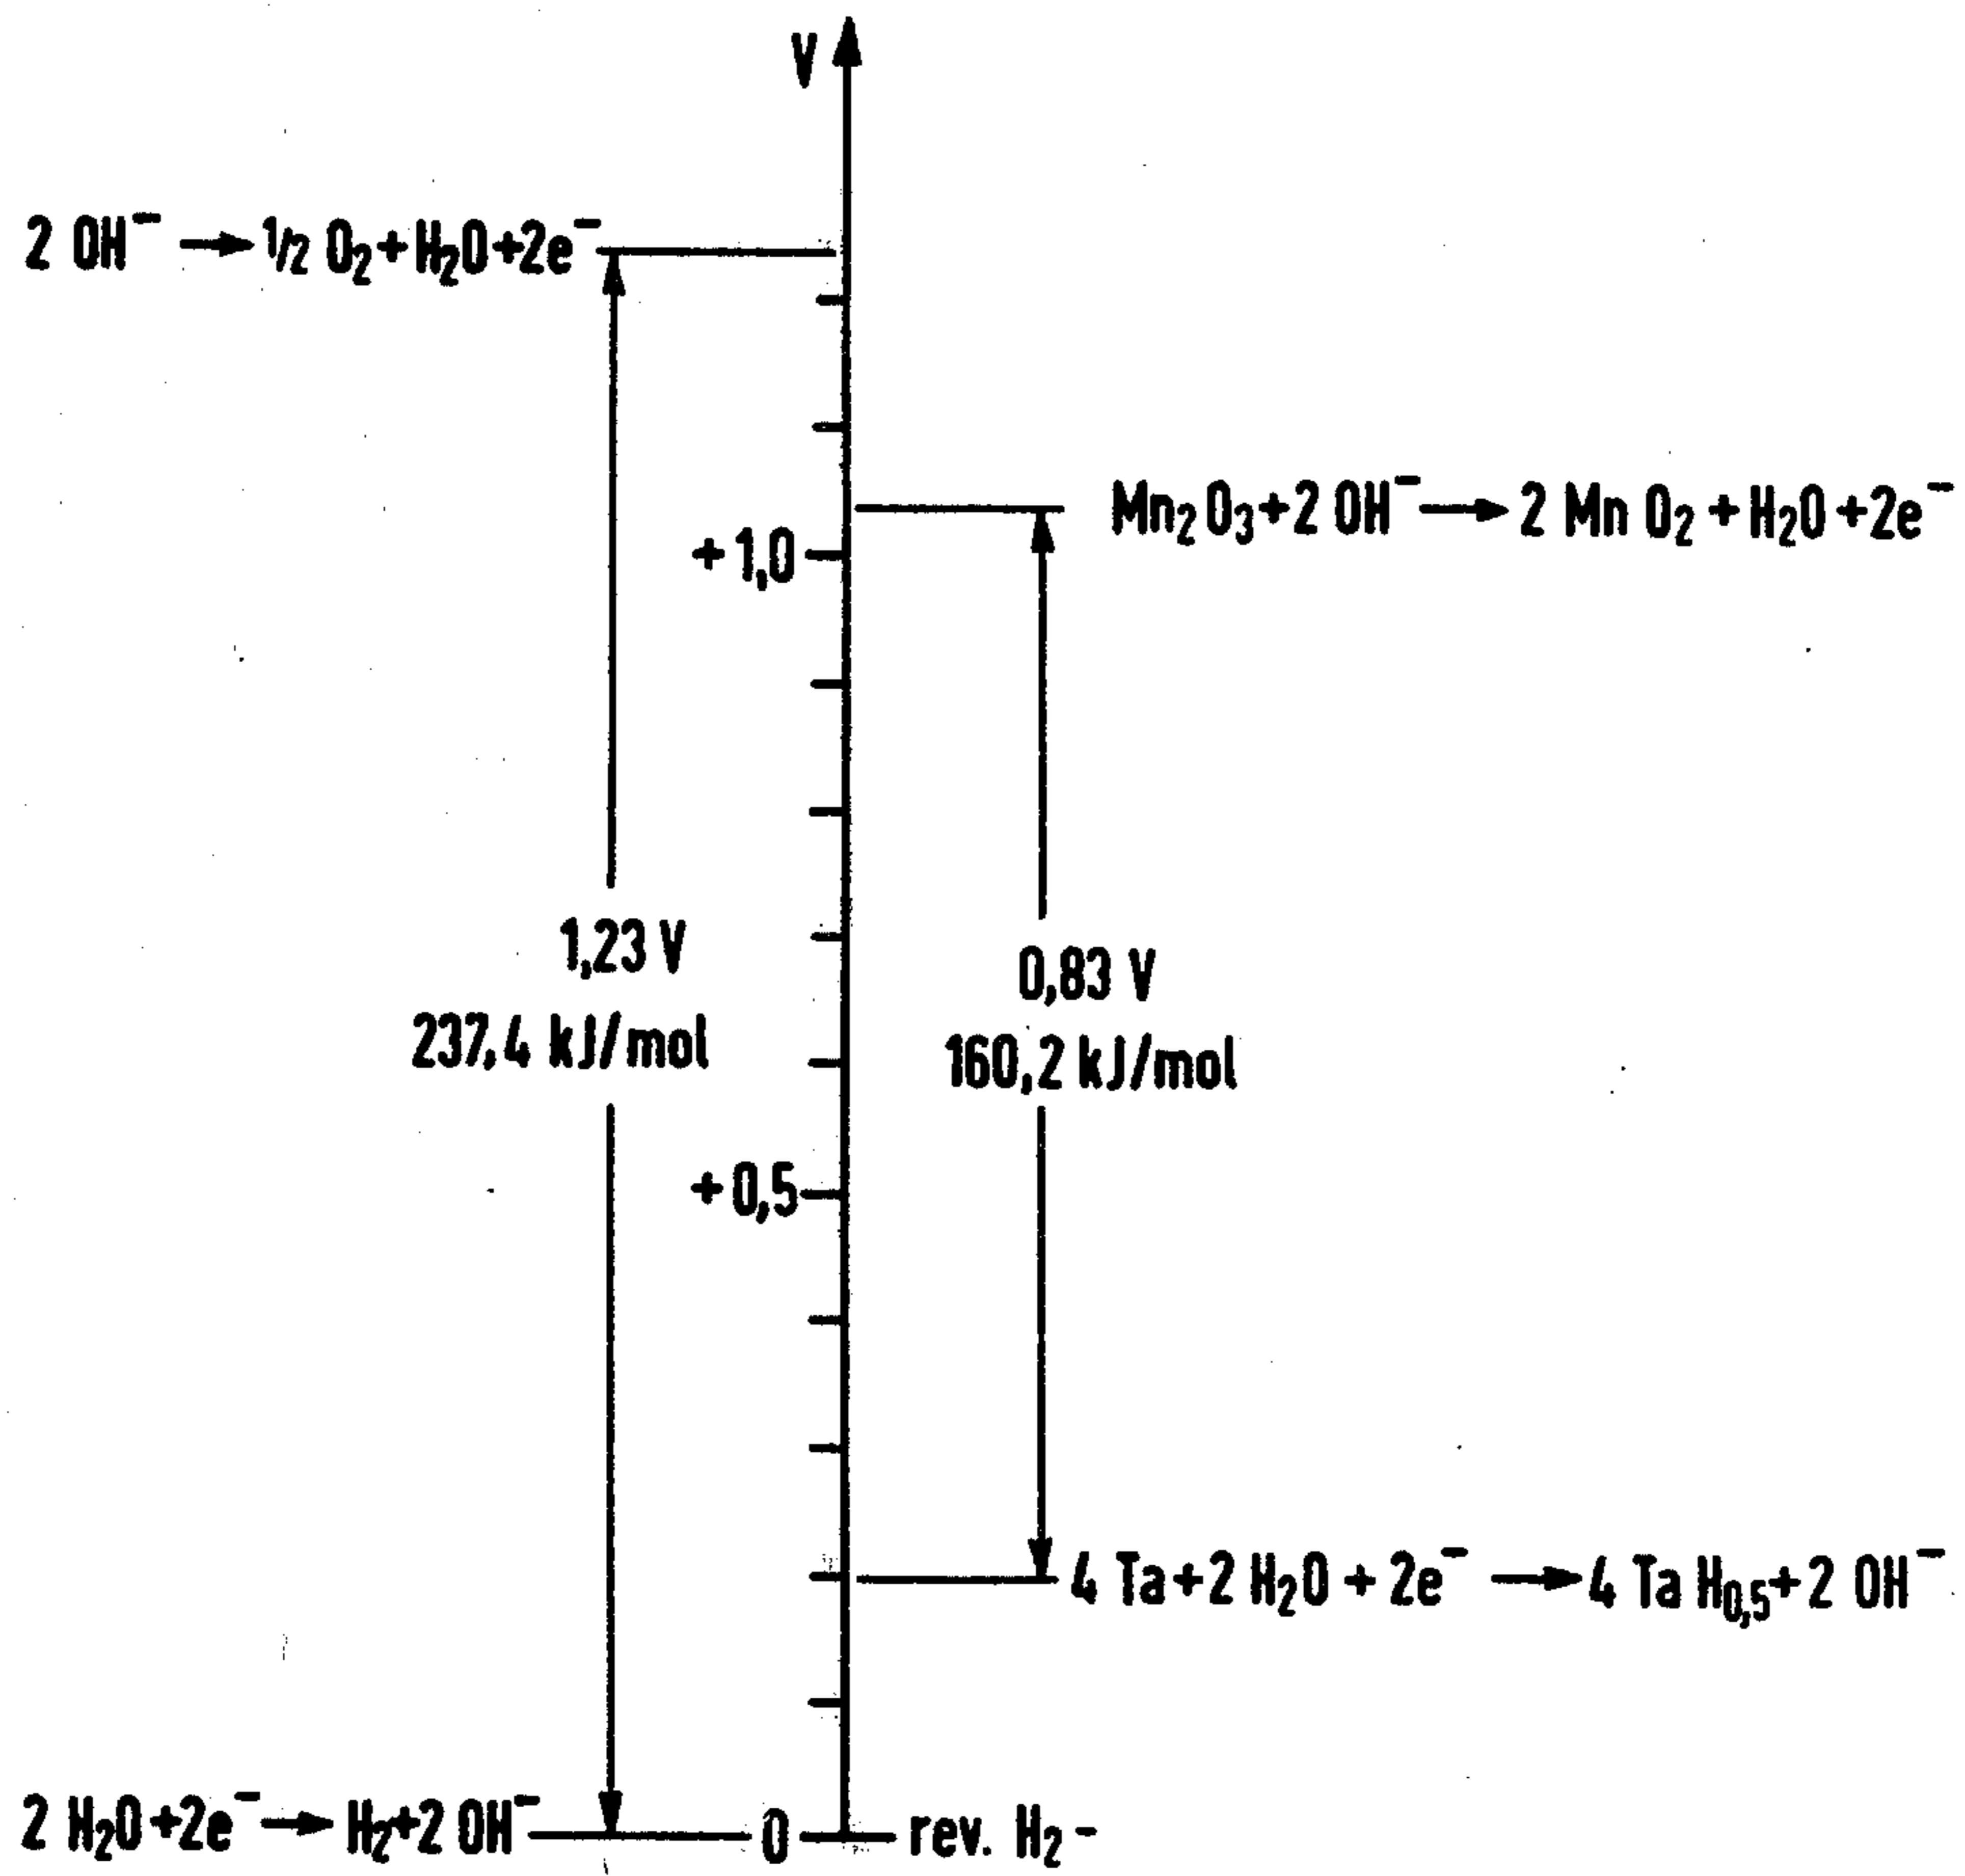 V
2 OH⁻ → ½ O₂ + H₂O + 2e⁻
Mn₂O₃ + 2 OH⁻ → 2 MnO₂ + H₂O + 2e⁻
+1,0
1,23 V
237,4 kJ/mol
0,83 V
160,2 kJ/mol
+0,5
4 Ta + 2 H₂O + 2e⁻ → 4 Ta H₀,₅ + 2 OH⁻
2 H₂O + 2e⁻ → H₂ + 2 OH⁻
0
rev. H₂-